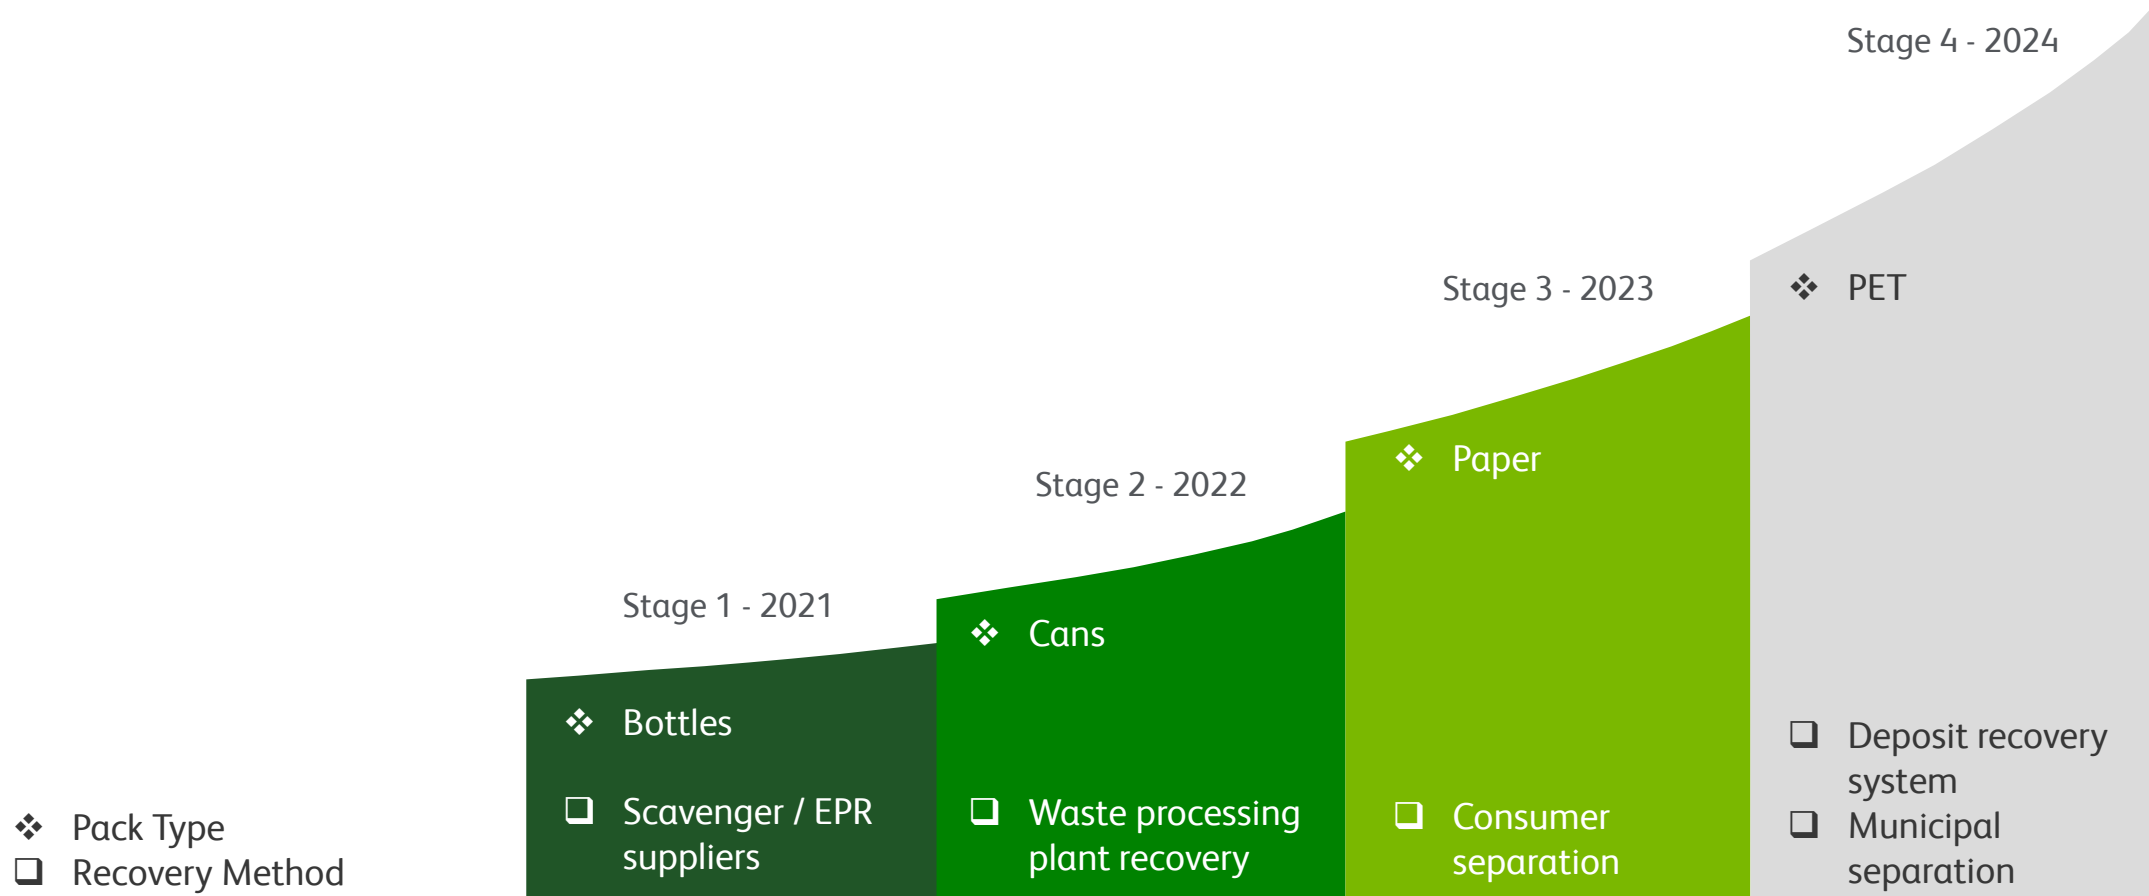 Stage 4 - 2024
PET
Deposit recovery
system
Municipal
separation
Stage 3 - 2023
Paper
Consumer
separation
Stage 2 - 2022
Cans
Waste processing
plant recovery
Stage 1 - 2021
Bottles
Scavenger / EPR
suppliers
Pack Type
Recovery Method